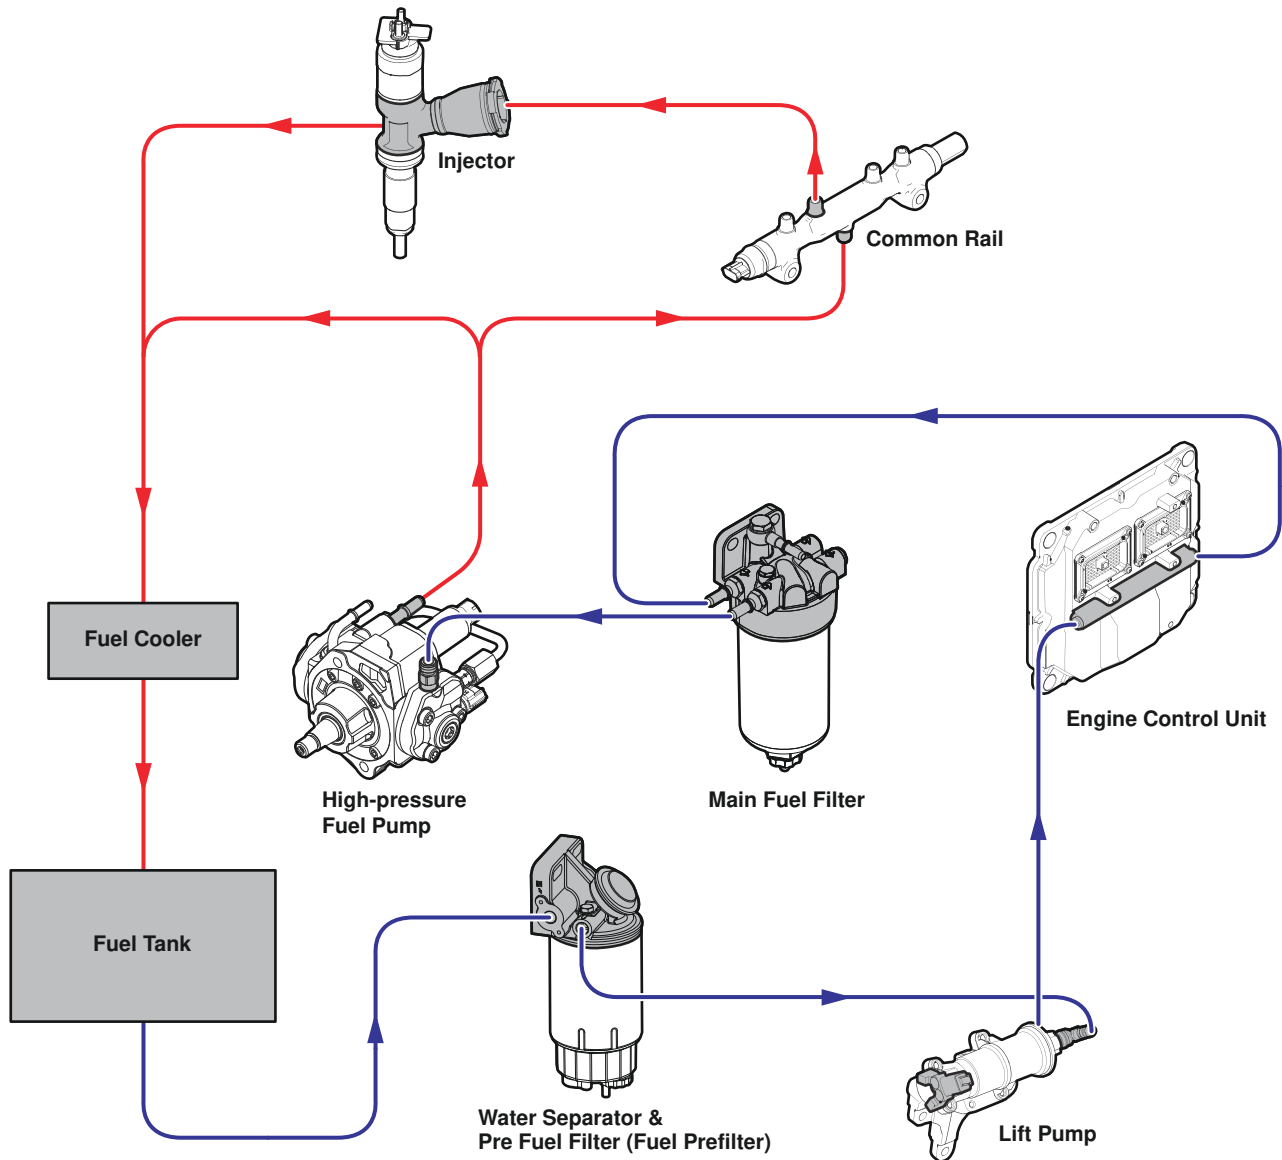 Injector
Common Rail
Fuel Cooler
Engine Control Unit
High-pressure
Fuel Pump
Main Fuel Filter
Fuel Tank
Water Separator &
Pre Fuel Filter (Fuel Prefilter)
Lift Pump